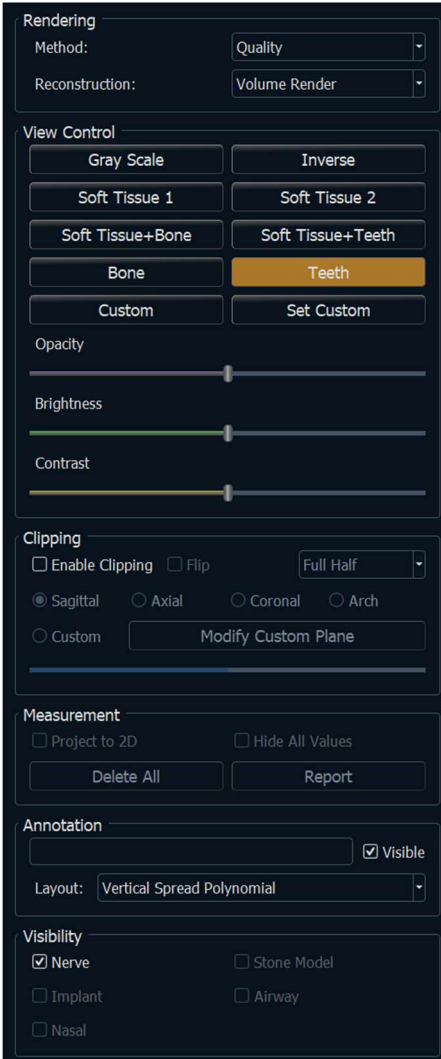 Rendering
Method: Quality
Reconstruction: Volume Render
View Control
Gray Scale Inverse
Soft Tissue 1 Soft Tissue 2
Soft Tissue+Bone Soft Tissue+Teeth
Bone Teeth
Custom Set Custom
Opacity
Brightness
Contrast
Clipping
Enable Clipping Flip Full Half
Sagittal Axial Coronal Arch
Custom Modify Custom Plane
Measurement
Project to 2D Hide All Values
Delete All Report
Annotation
Visible
Layout: Vertical Spread Polynomial
Visibility
Nerve Stone Model
Implant Airway
Nasal